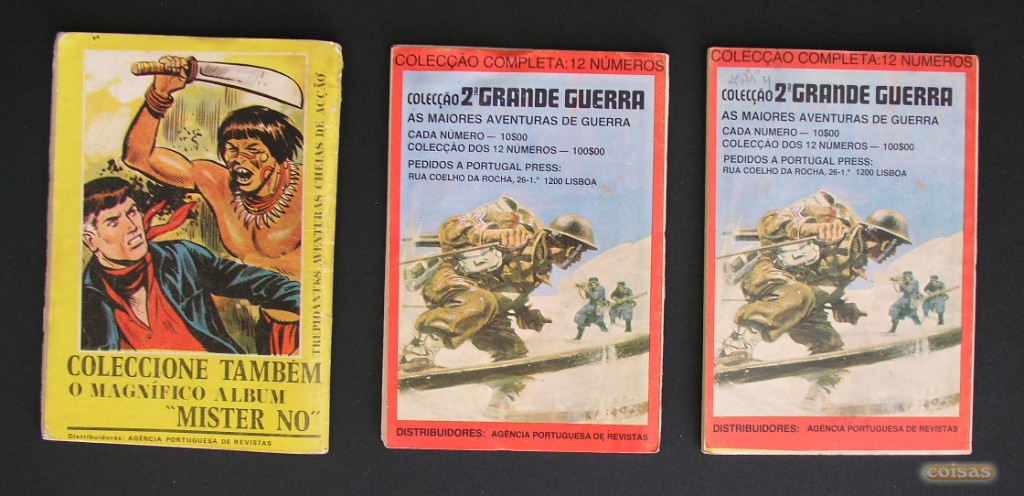 TREPIDANTES AVENTURAS CHEIAS DE ACÇÃO
COLECCIONE TAMBÉM
O MAGNÍFICO ALBUM
"MISTER NO"
Distribuidores: AGÊNCIA PORTUGUESA DE REVISTAS
COLECÇÃO COMPLETA: 12 NÚMEROS
COLECÇÃO 2ª GRANDE GUERRA
AS MAIORES AVENTURAS DE GUERRA
CADA NÚMERO — 10$00
COLECÇÃO DOS 12 NÚMEROS — 100$00
PEDIDOS A PORTUGAL PRESS:
RUA COELHO DA ROCHA, 26-1.º 1200 LISBOA
DISTRIBUIDORES: AGÊNCIA PORTUGUESA DE REVISTAS
COLECÇÃO COMPLETA: 12 NUMEROS
COLECÇÃO 2ª GRANDE GUERRA
AS MAIORES AVENTURAS DE GUERRA
CADA NÚMERO — 10$00
COLECÇÃO DOS 12 NÚMEROS — 100$00
PEDIDOS A PORTUGAL PRESS:
RUA COELHO DA ROCHA, 26-1.º 1200 LISBOA
DISTRIBUIDORES: AGÊNCIA PORTUGUESA DE REVISTAS
coisas